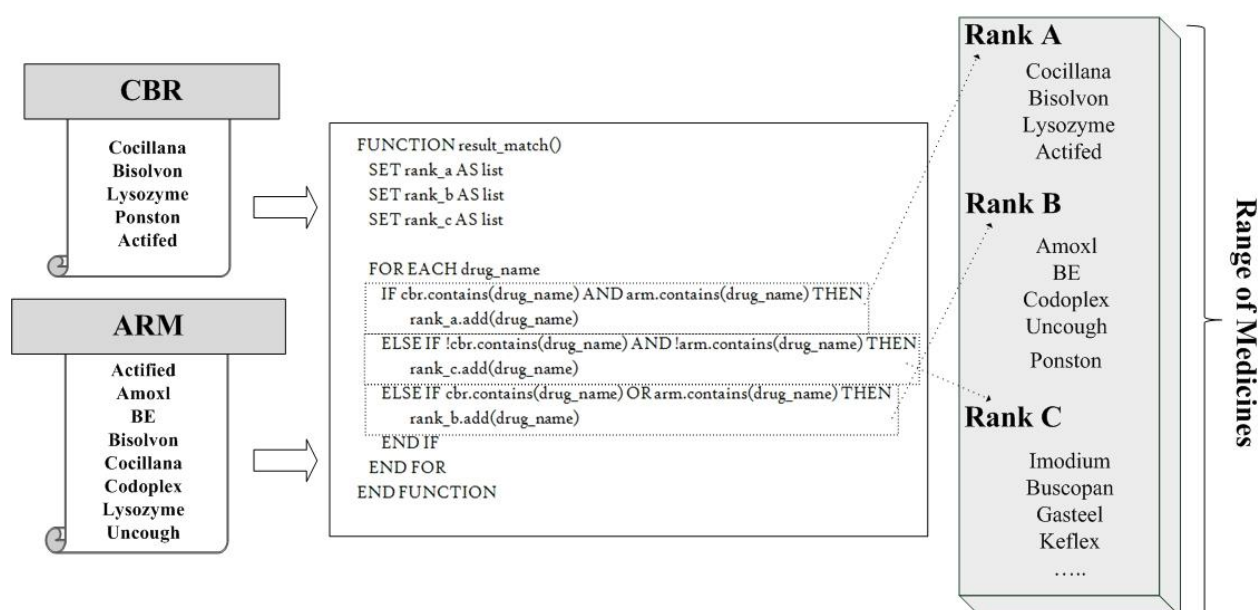 CBR
Cocillana
Bisolvon
Lysozyme
Ponston
Actifed
ARM
Actified
Amoxl
BE
Bisolvon
Cocillana
Codoplex
Lysozyme
Uncough
FUNCTION result_match()
SET rank_a AS list
SET rank_b AS list
SET rank_c AS list
FOR EACH drug_name
IF cbr.contains(drug_name) AND arm.contains(drug_name) THEN
rank_a.add(drug_name)
ELSE IF !cbr.contains(drug_name) AND !arm.contains(drug_name) THEN
rank_c.add(drug_name)
ELSE IF cbr.contains(drug_name) OR arm.contains(drug_name) THEN
rank_b.add(drug_name)
END IF
END FOR
END FUNCTION
Rank A
Cocillana
Bisolvon
Lysozyme
Actifed
Rank B
Amoxl
BE
Codoplex
Uncough
Ponston
Rank C
Imodium
Buscopan
Gasteel
Keflex
.....
Range of Medicines